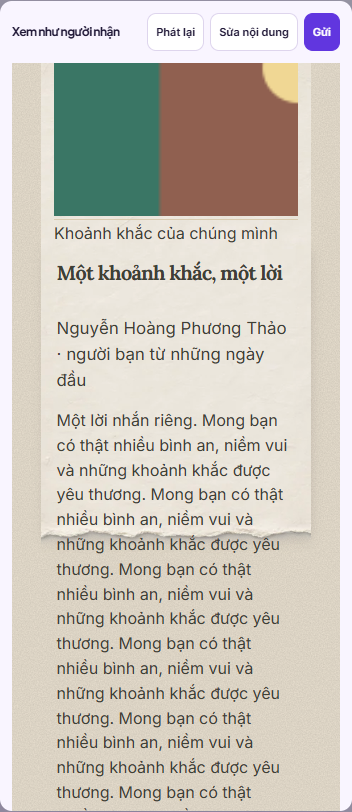 Xem như người nhận
Phát lại
Sửa nội dung
Gửi
Khoảnh khắc của chúng mình
Một khoảnh khắc, một lời
Nguyễn Hoàng Phương Thảo
· người bạn từ những ngày
đầu
Một lời nhắn riêng. Mong bạn
có thật nhiều bình an, niềm vui
và những khoảnh khắc được
yêu thương. Mong bạn có thật
nhiều bình an, niềm vui và
những khoảnh khắc được yêu
thương. Mong bạn có thật
nhiều bình an, niềm vui và
những khoảnh khắc được yêu
thương. Mong bạn có thật
nhiều bình an, niềm vui và
những khoảnh khắc được yêu
thương. Mong bạn có thật
nhiều bình an, niềm vui và
những khoảnh khắc được yêu
thương. Mong bạn có thật